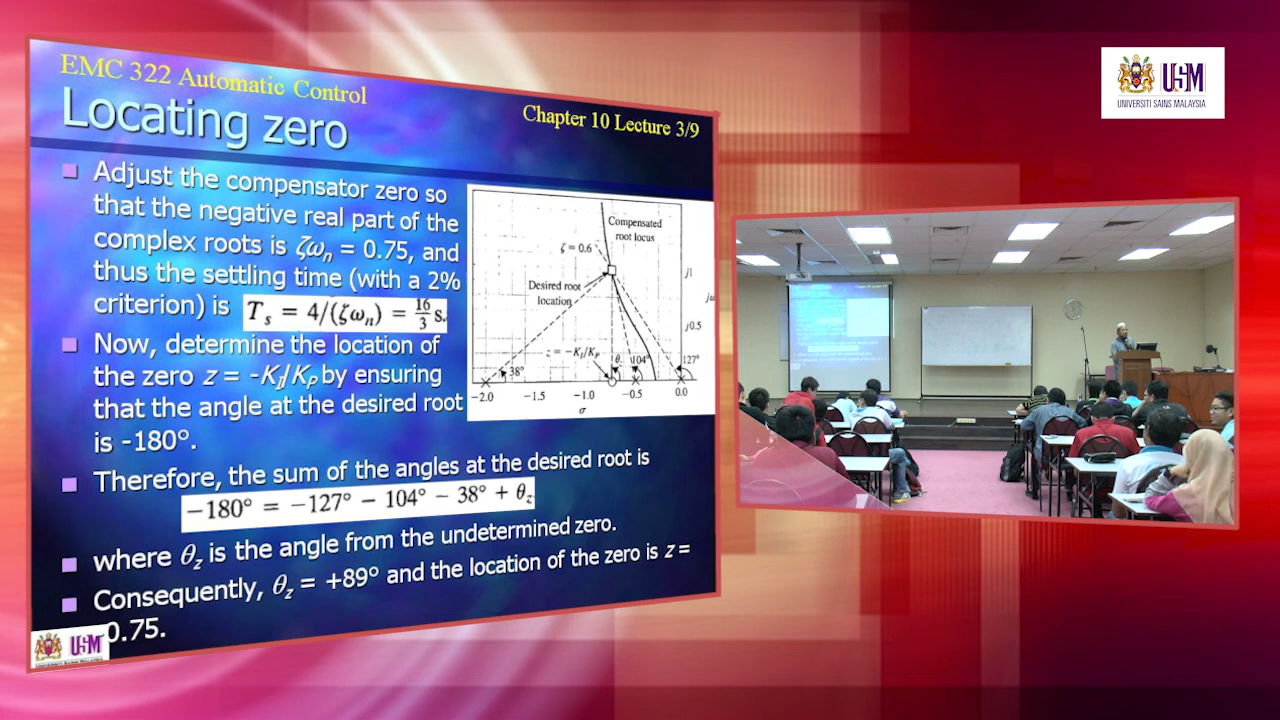 EMC 322 Automatic Control
Chapter 10 Lecture 3/9
Locating zero
Adjust the compensator zero so
that the negative real part of the
complex roots is ζωn = 0.75, and
thus the settling time (with a 2%
criterion) is Ts = 4/(ζωn) = 16/3 s.
Now, determine the location of
the zero z = -KI/KP by ensuring
that the angle at the desired root
is -180°.
Therefore, the sum of the angles at the desired root is
−180° = −127° − 104° − 38° + θz
where θz is the angle from the undetermined zero.
Consequently, θz = +89° and the location of the zero is z =
0.75.
Compensated
root locus
ζ = 0.6
Desired root
location
j1
j0.5
z = −KI/KP
38°
θ
104°
127°
−2.0 −1.5 −1.0 −0.5 0.0
σ
USM
UNIVERSITI SAINS MALAYSIA
USM
UNIVERSITI SAINS MALAYSIA